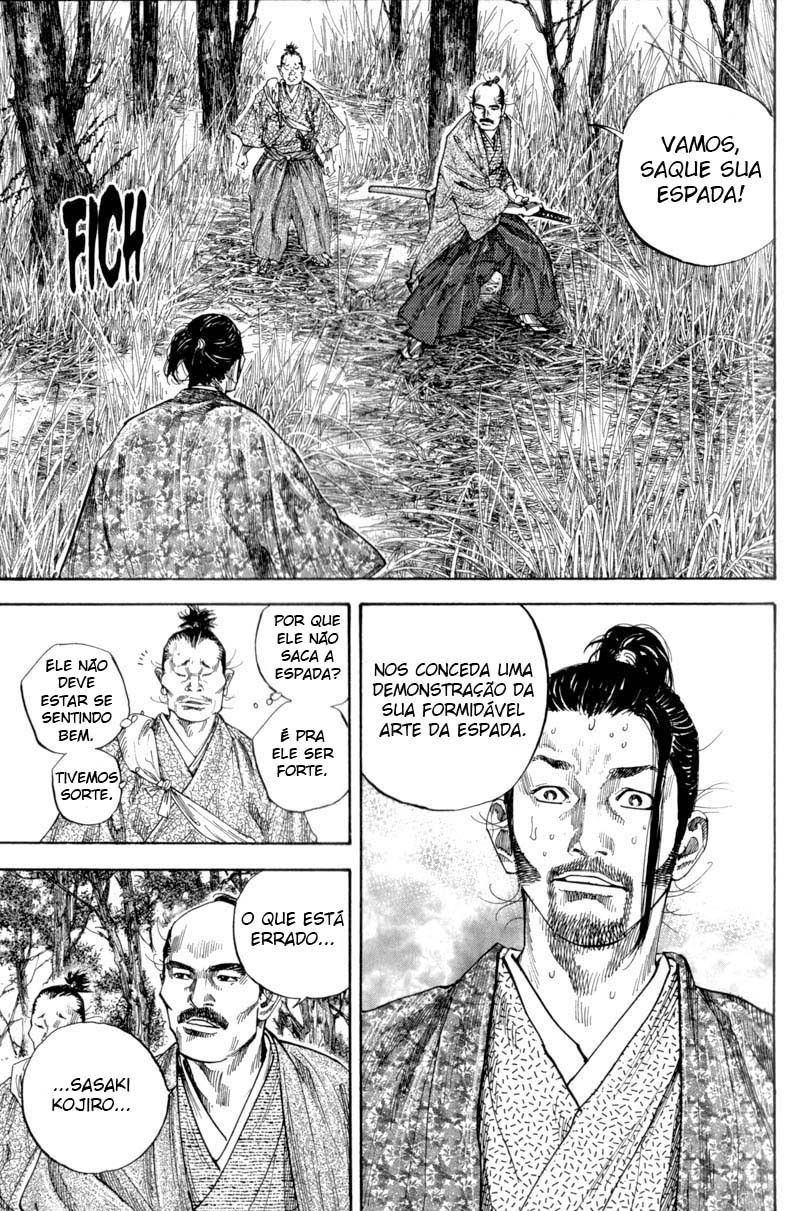 VAMOS,
SAQUE SUA
ESPADA!
FICH
NOS CONCEDA UMA
DEMONSTRAÇÃO DA
SUA FORMIDÁVEL
ARTE DA ESPADA.
POR QUE
ELE NÃO
SACA A
ESPADA?
É PRA
ELE SER
FORTE.
ELE NÃO
DEVE
ESTAR SE
SENTINDO
BEM.
TIVEMOS
SORTE.
O QUE ESTÁ
ERRADO...
...SASAKI
KOJIRO...